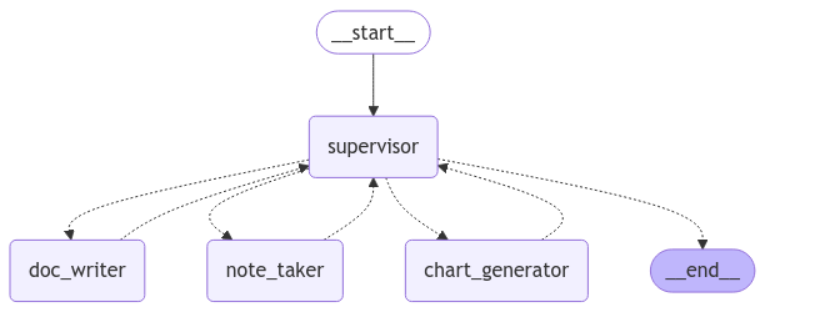 __start__
supervisor
doc_writer
note_taker
chart_generator
__end__